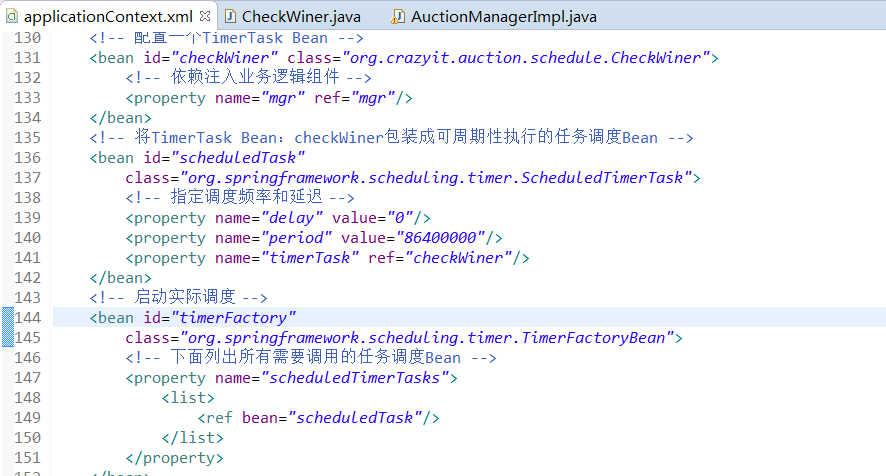 applicationContext.xml CheckWiner.java AuctionManagerImpl.java
130 <!-- 配置一个TimerTask Bean -->
131 <bean id="checkWiner" class="org.crazyit.auction.schedule.CheckWiner">
132 <!-- 依赖注入业务逻辑组件 -->
133 <property name="mgr" ref="mgr"/>
134 </bean>
135 <!-- 将TimerTask Bean：checkWiner包装成可周期性执行的任务调度Bean -->
136 <bean id="scheduledTask"
137 class="org.springframework.scheduling.timer.ScheduledTimerTask">
138 <!-- 指定调度频率和延迟 -->
139 <property name="delay" value="0"/>
140 <property name="period" value="86400000"/>
141 <property name="timerTask" ref="checkWiner"/>
142 </bean>
143 <!-- 启动实际调度 -->
144 <bean id="timerFactory"
145 class="org.springframework.scheduling.timer.TimerFactoryBean">
146 <!-- 下面列出所有需要调用的任务调度Bean -->
147 <property name="scheduledTimerTasks">
148 <list>
149 <ref bean="scheduledTask"/>
150 </list>
151 </property>